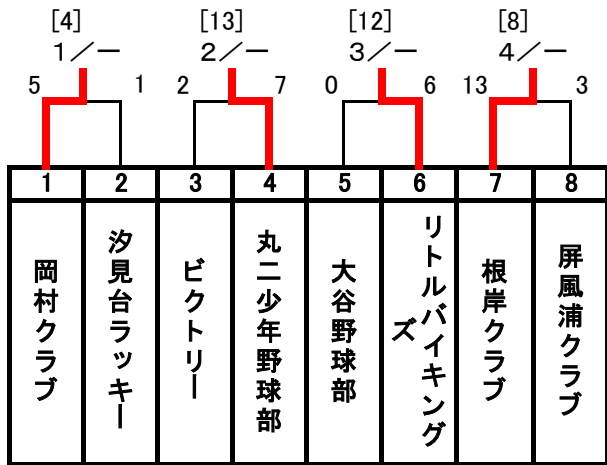 [4] [13] [12] [8]
1／ー 2／ー 3／ー 4／ー
5 1 2 7 0 6 13 3
1 2 3 4 5 6 7 8
岡村クラブ
汐見台ラッキー
ビクトリー
丸二少年野球部
大谷野球部
リトルバイキングズ
根岸クラブ
屏風浦クラブ